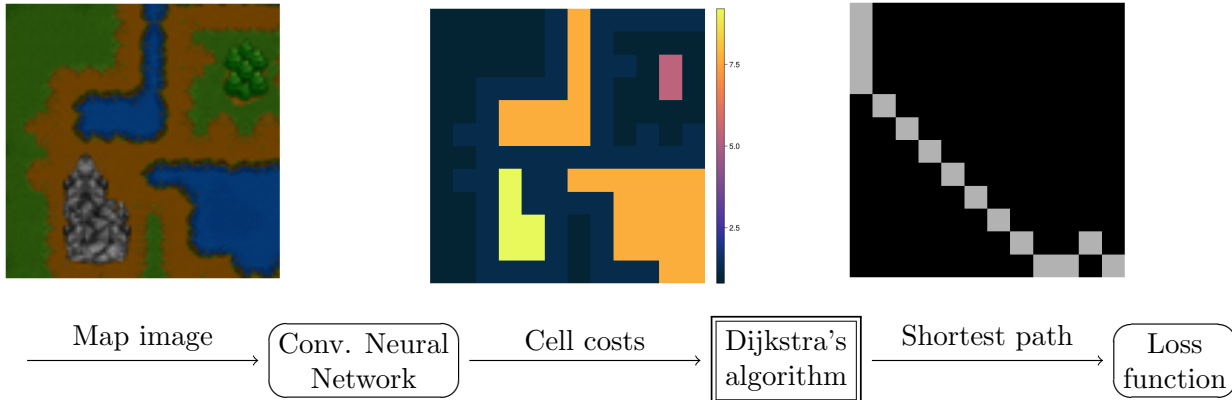 7.5
5.0
2.5
Map image
Conv. Neural
Network
Cell costs
Dijkstra's
algorithm
Shortest path
Loss
function